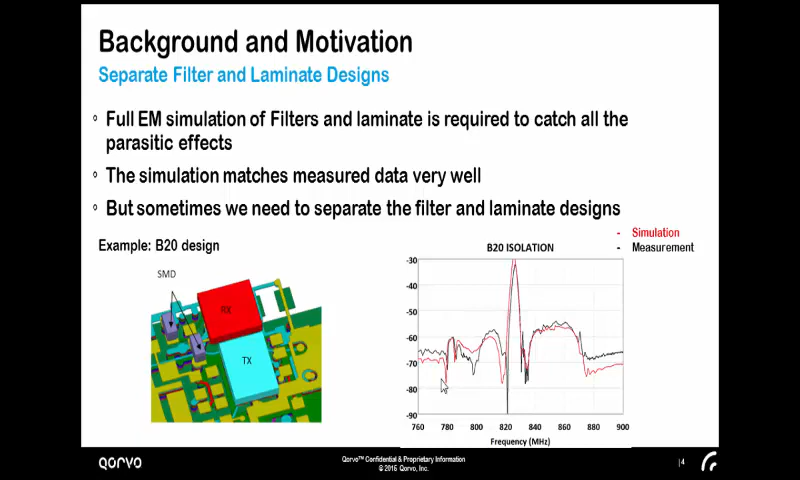 Background and Motivation
Separate Filter and Laminate Designs
Full EM simulation of Filters and laminate is required to catch all the
parasitic effects
The simulation matches measured data very well
But sometimes we need to separate the filter and laminate designs
Example: B20 design
SMD
RX
TX
- Simulation
- Measurement
B20 ISOLATION
-30
-40
-50
-60
-70
-80
-90
760 780 800 820 840 860 880 900
Frequency (MHz)
QORVO
Qorvo™ Confidential & Proprietary Information
© 2016 Qorvo, Inc.
|4